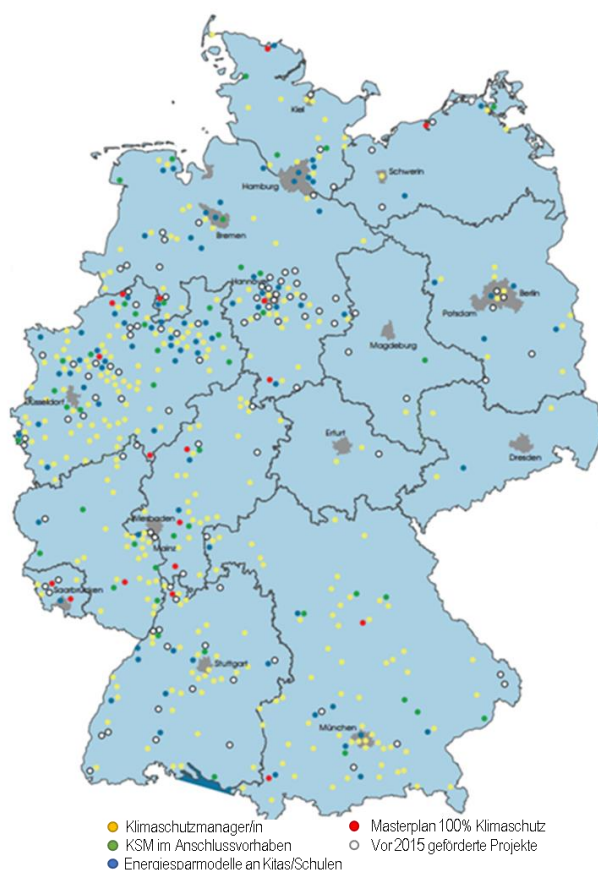 Kiel
Schwerin
Hamburg
Bremen
Hannover
Berlin
Potsdam
Magdeburg
Düsseldorf
Erfurt
Dresden
Wiesbaden
Mainz
Saarbrücken
Stuttgart
München
Klimaschutzmanager/in
Masterplan 100% Klimaschutz
KSM im Anschlussvorhaben
Vor 2015 geförderte Projekte
Energiesparmodelle an Kitas/Schulen